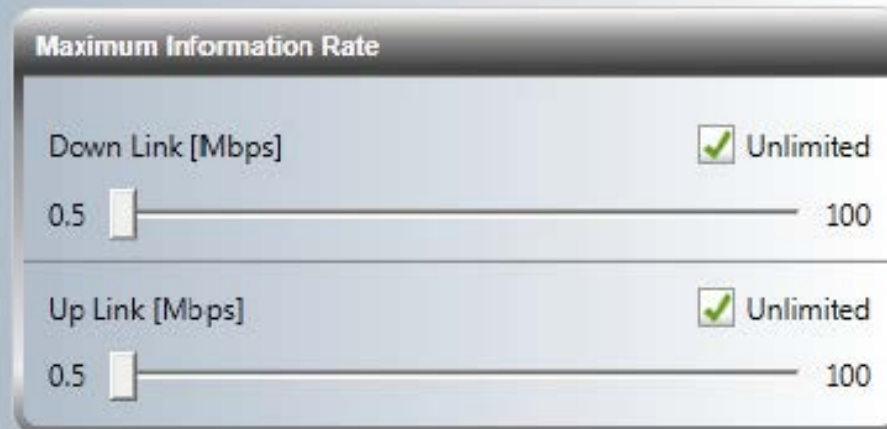 Maximum Information Rate
Down Link [Mbps] Unlimited
0.5 100
Up Link [Mbps] Unlimited
0.5 100